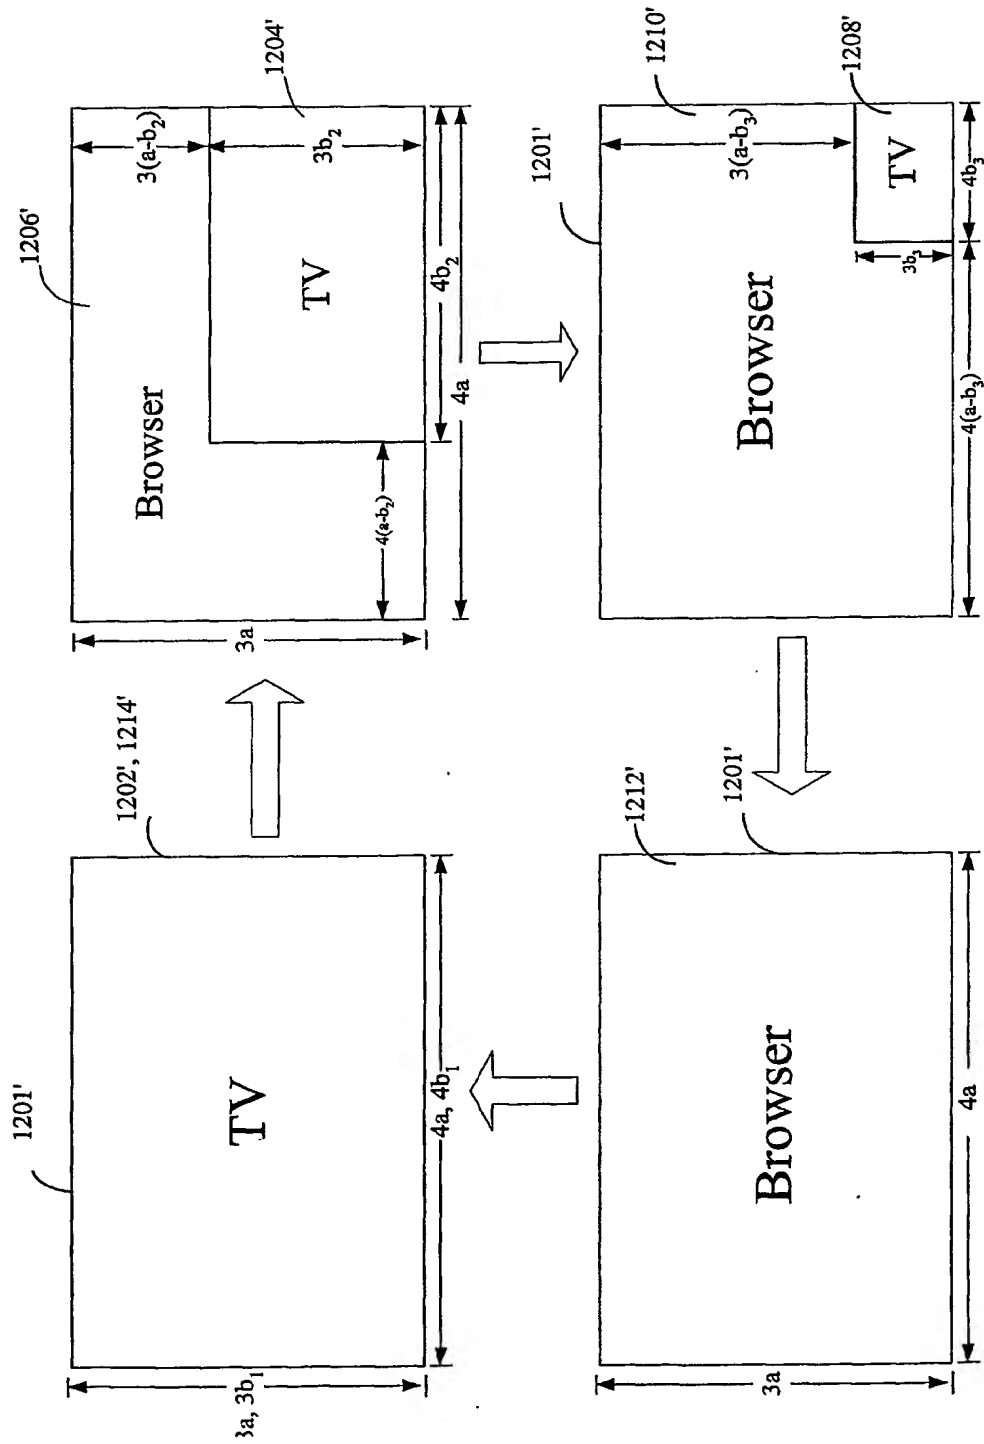 1201'
1202', 1214'
TV
3a, 3b₁
4a, 4b₁
1206'
1204'
Browser
3(a-b₂)
TV
3b₂
3a
4(a-b₂)
4b₂
4a
1212'
1201'
Browser
3a
4a
1201'
1210'
1208'
Browser
3(a-b₃)
TV
3b₃
4(a-b₃)
4b₃